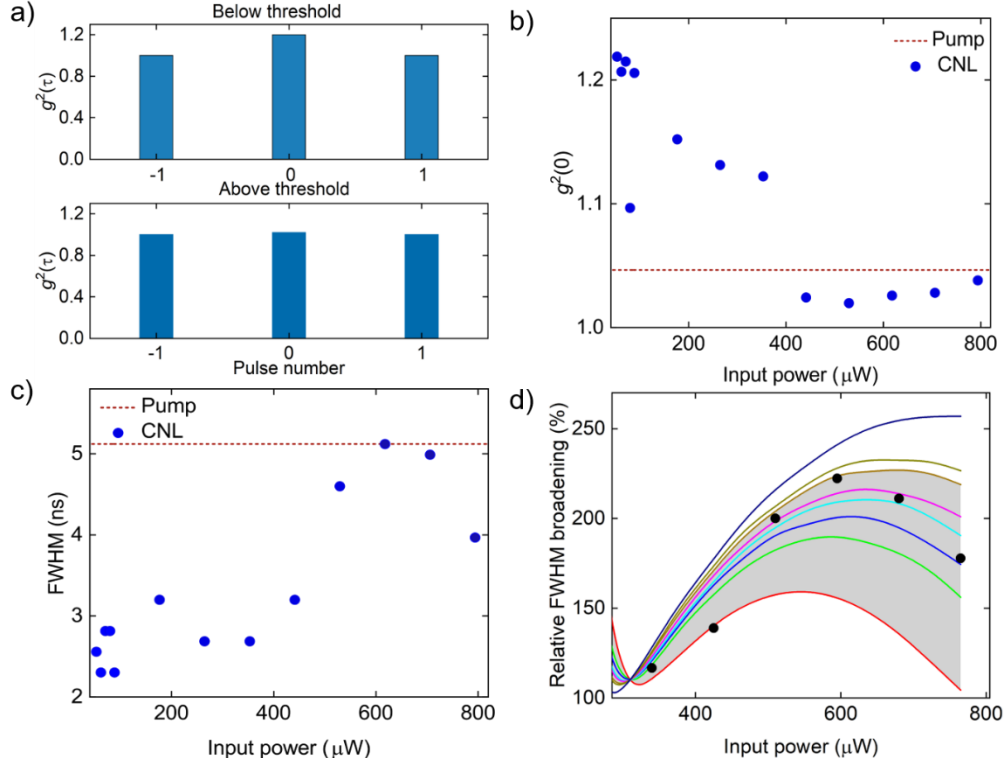 a)
Below threshold
g²(τ)
1.2
0.8
0.4
0.0
-1
0
1
Above threshold
g²(τ)
1.2
0.8
0.4
0.0
-1
0
1
Pulse number
b)
Pump
CNL
g²(0)
1.2
1.1
1.0
200
400
600
800
Input power (μW)
c)
Pump
CNL
FWHM (ns)
5
4
3
2
200
400
600
800
Input power (μW)
d)
Relative FWHM broadening (%)
250
200
150
100
400
600
800
Input power (μW)